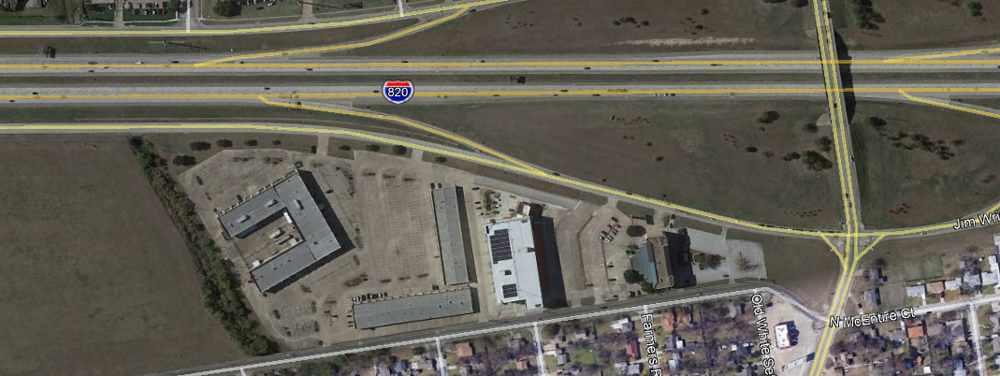 820
Jim Wri
N McEntire Ct
Old White Se
Farmers R